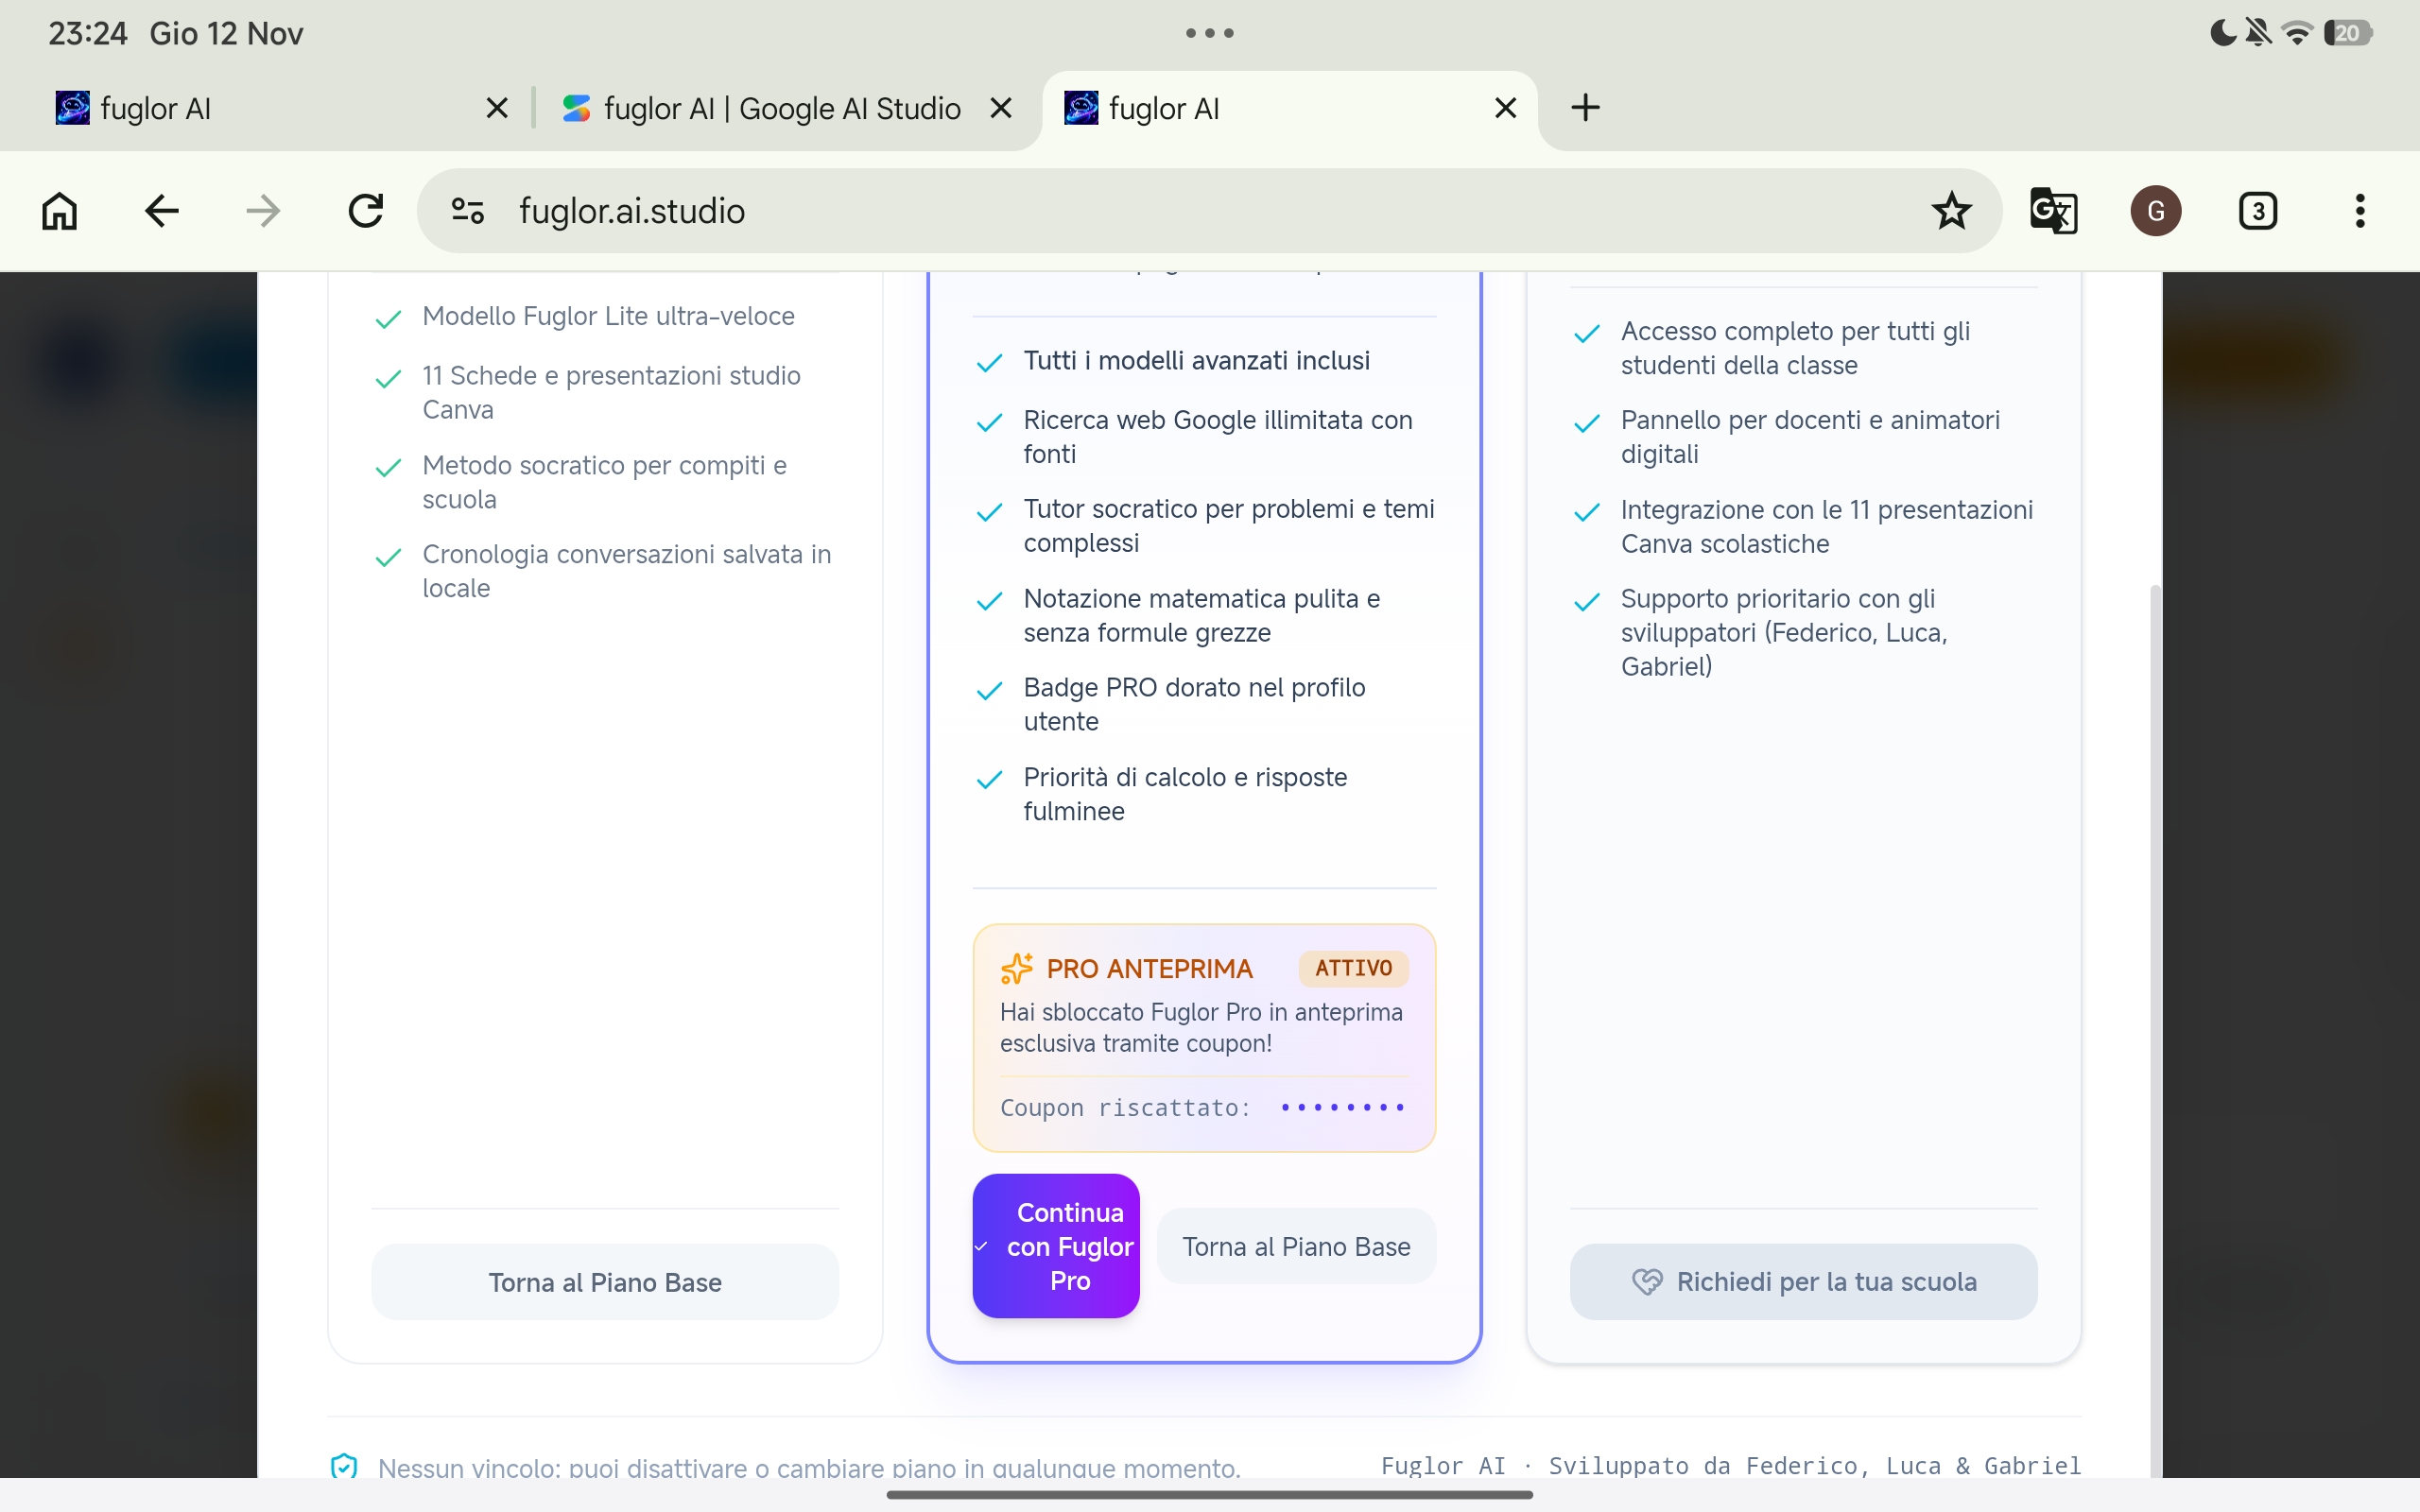 23:24 Gio 12 Nov
20
fuglor AI
fuglor AI | Google AI Studio
fuglor AI
fuglor.ai.studio
G
3
Modello Fuglor Lite ultra-veloce
11 Schede e presentazioni studio
Canva
Metodo socratico per compiti e
scuola
Cronologia conversazioni salvata in
locale
Torna al Piano Base
Tutti i modelli avanzati inclusi
Ricerca web Google illimitata con
fonti
Tutor socratico per problemi e temi
complessi
Notazione matematica pulita e
senza formule grezze
Badge PRO dorato nel profilo
utente
Priorità di calcolo e risposte
fulminee
PRO ANTEPRIMA
ATTIVO
Hai sbloccato Fuglor Pro in anteprima
esclusiva tramite coupon!
Coupon riscattato: ••••••••
Continua
con Fuglor
Pro
Torna al Piano Base
Accesso completo per tutti gli
studenti della classe
Pannello per docenti e animatori
digitali
Integrazione con le 11 presentazioni
Canva scolastiche
Supporto prioritario con gli
sviluppatori (Federico, Luca,
Gabriel)
Richiedi per la tua scuola
Nessun vincolo: puoi disattivare o cambiare piano in qualunque momento.
Fuglor AI · Sviluppato da Federico, Luca & Gabriel